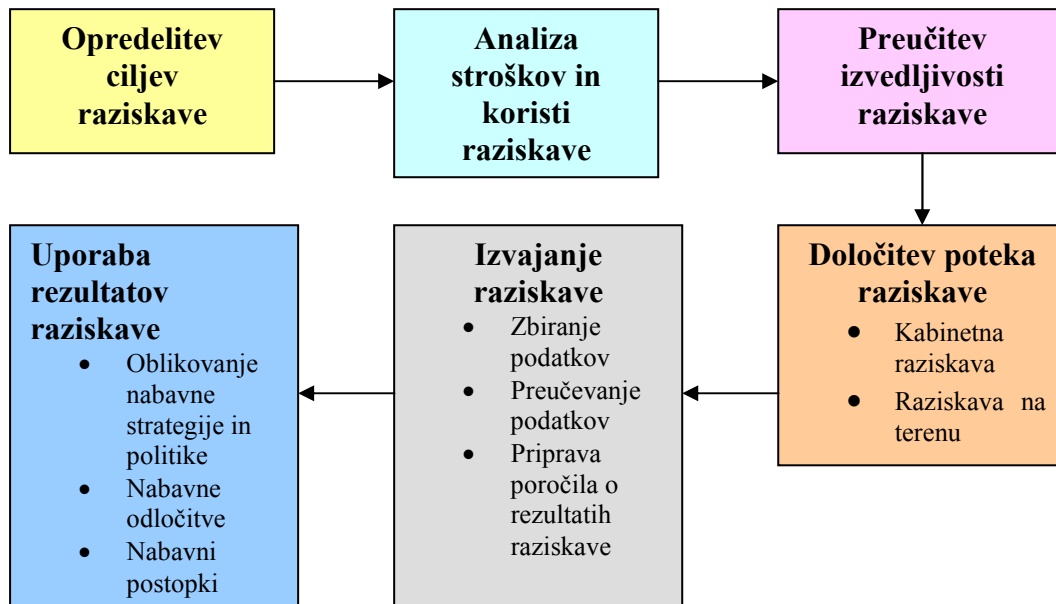 Opredelitev
ciljev
raziskave
Analiza
stroškov in
koristi
raziskave
Preučitev
izvedljivosti
raziskave
Določitev poteka
raziskave
• Kabinetna
raziskava
• Raziskava na
terenu
Izvajanje
raziskave
• Zbiranje
podatkov
• Preučevanje
podatkov
• Priprava
poročila o
rezultatih
raziskave
Uporaba
rezultatov
raziskave
• Oblikovanje
nabavne
strategije in
politike
• Nabavne
odločitve
• Nabavni
postopki